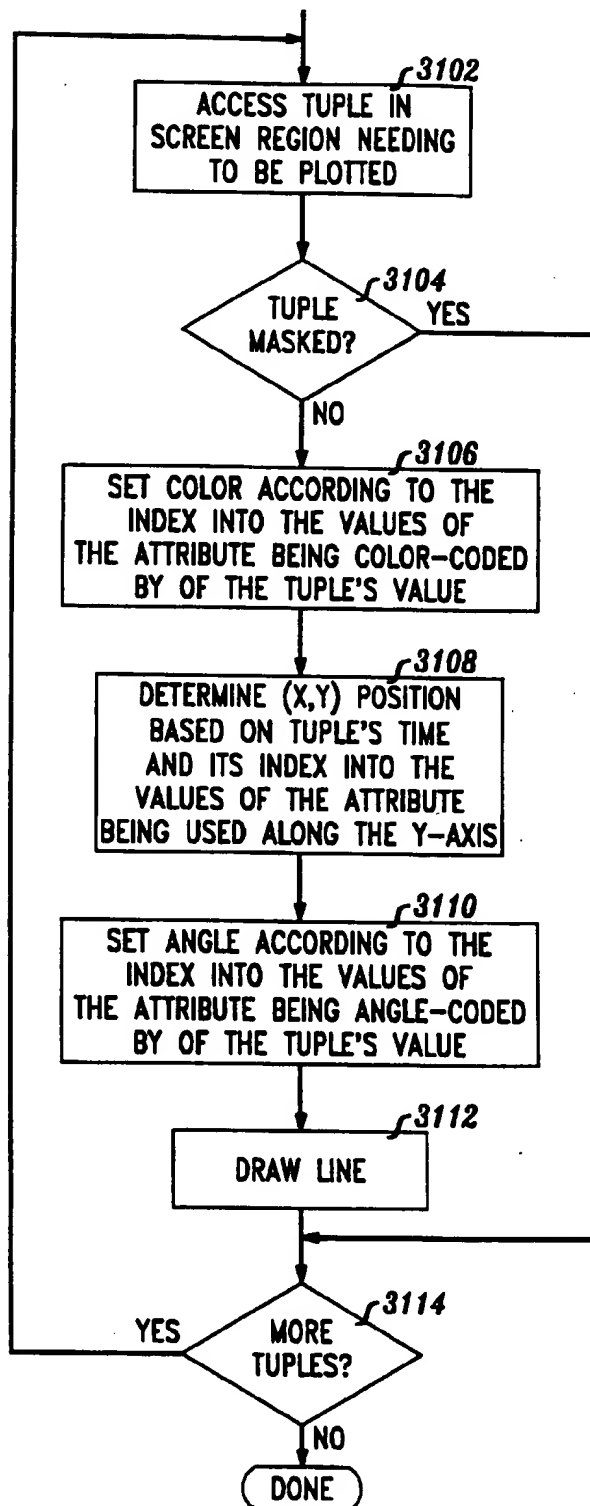 3102
ACCESS TUPLE IN
SCREEN REGION NEEDING
TO BE PLOTTED
3104
TUPLE
MASKED?
YES
NO
3106
SET COLOR ACCORDING TO THE
INDEX INTO THE VALUES OF
THE ATTRIBUTE BEING COLOR-CODED
BY OF THE TUPLE'S VALUE
3108
DETERMINE (X,Y) POSITION
BASED ON TUPLE'S TIME
AND ITS INDEX INTO THE
VALUES OF THE ATTRIBUTE
BEING USED ALONG THE Y-AXIS
3110
SET ANGLE ACCORDING TO THE
INDEX INTO THE VALUES OF
THE ATTRIBUTE BEING ANGLE-CODED
BY OF THE TUPLE'S VALUE
3112
DRAW LINE
3114
YES
MORE
TUPLES?
NO
DONE